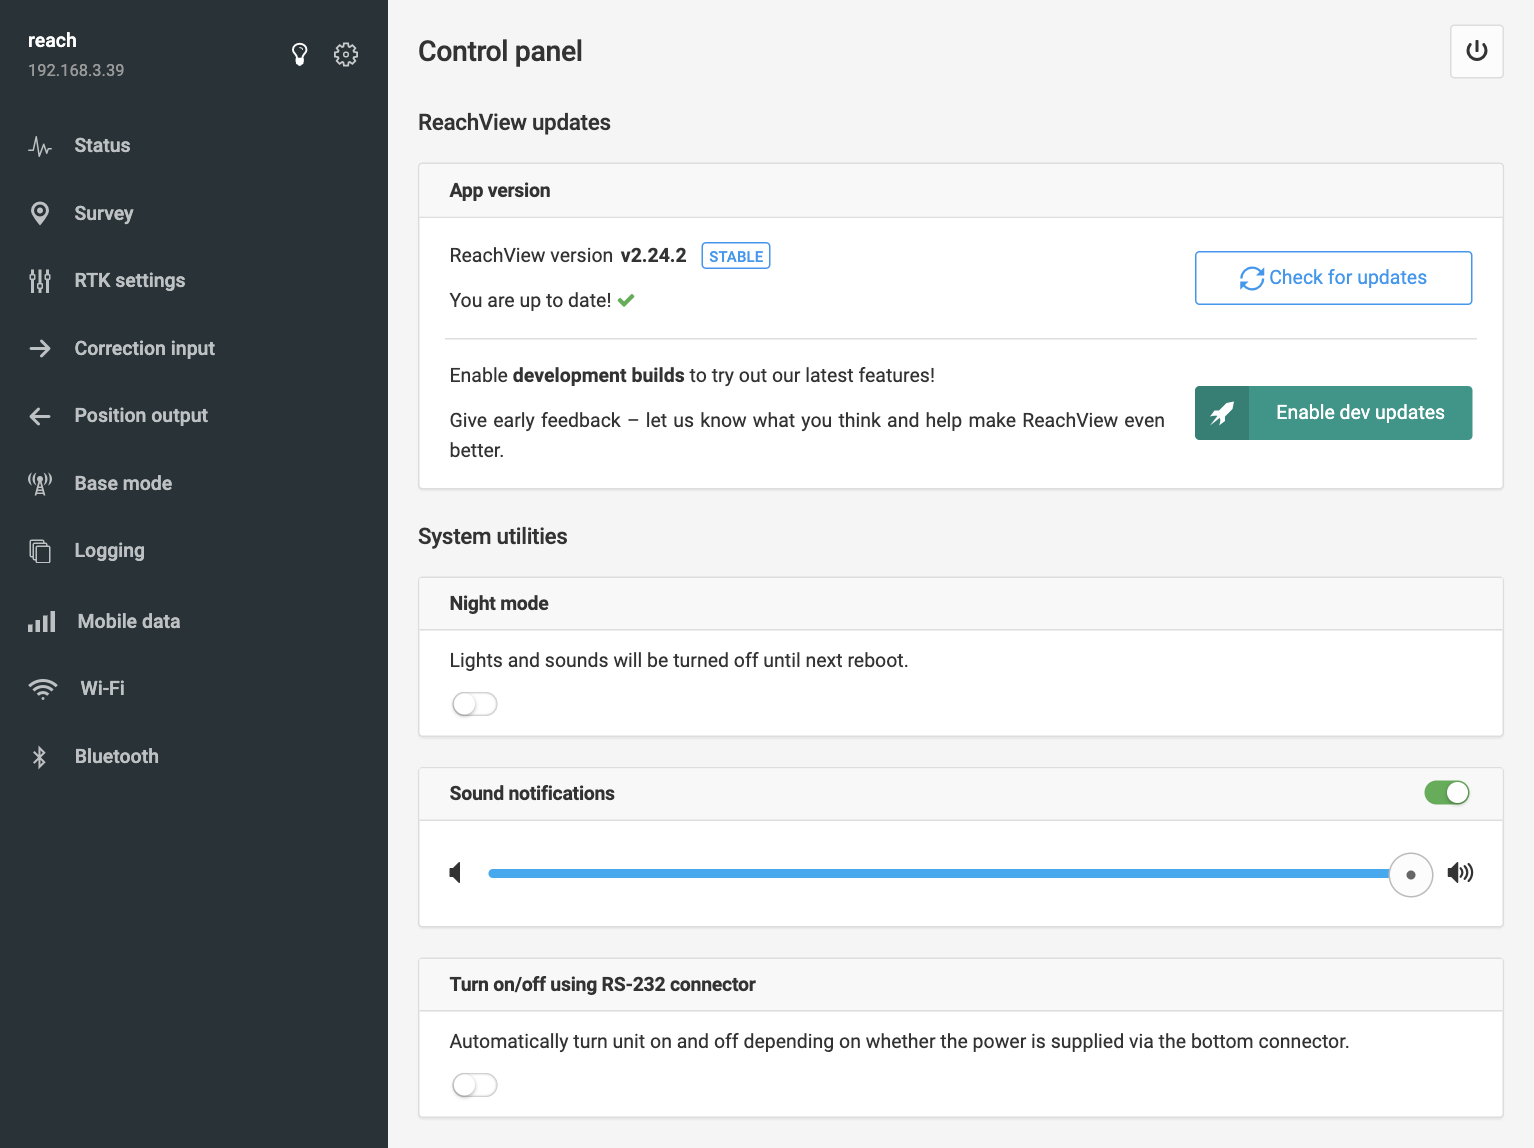 reach
192.168.3.39
Status
Survey
RTK settings
Correction input
Position output
Base mode
Logging
Mobile data
Wi-Fi
Bluetooth
Control panel
ReachView updates
App version
ReachView version v2.24.2 STABLE
You are up to date!
Check for updates
Enable development builds to try out our latest features!
Give early feedback – let us know what you think and help make ReachView even
better.
Enable dev updates
System utilities
Night mode
Lights and sounds will be turned off until next reboot.
Sound notifications
Turn on/off using RS-232 connector
Automatically turn unit on and off depending on whether the power is supplied via the bottom connector.